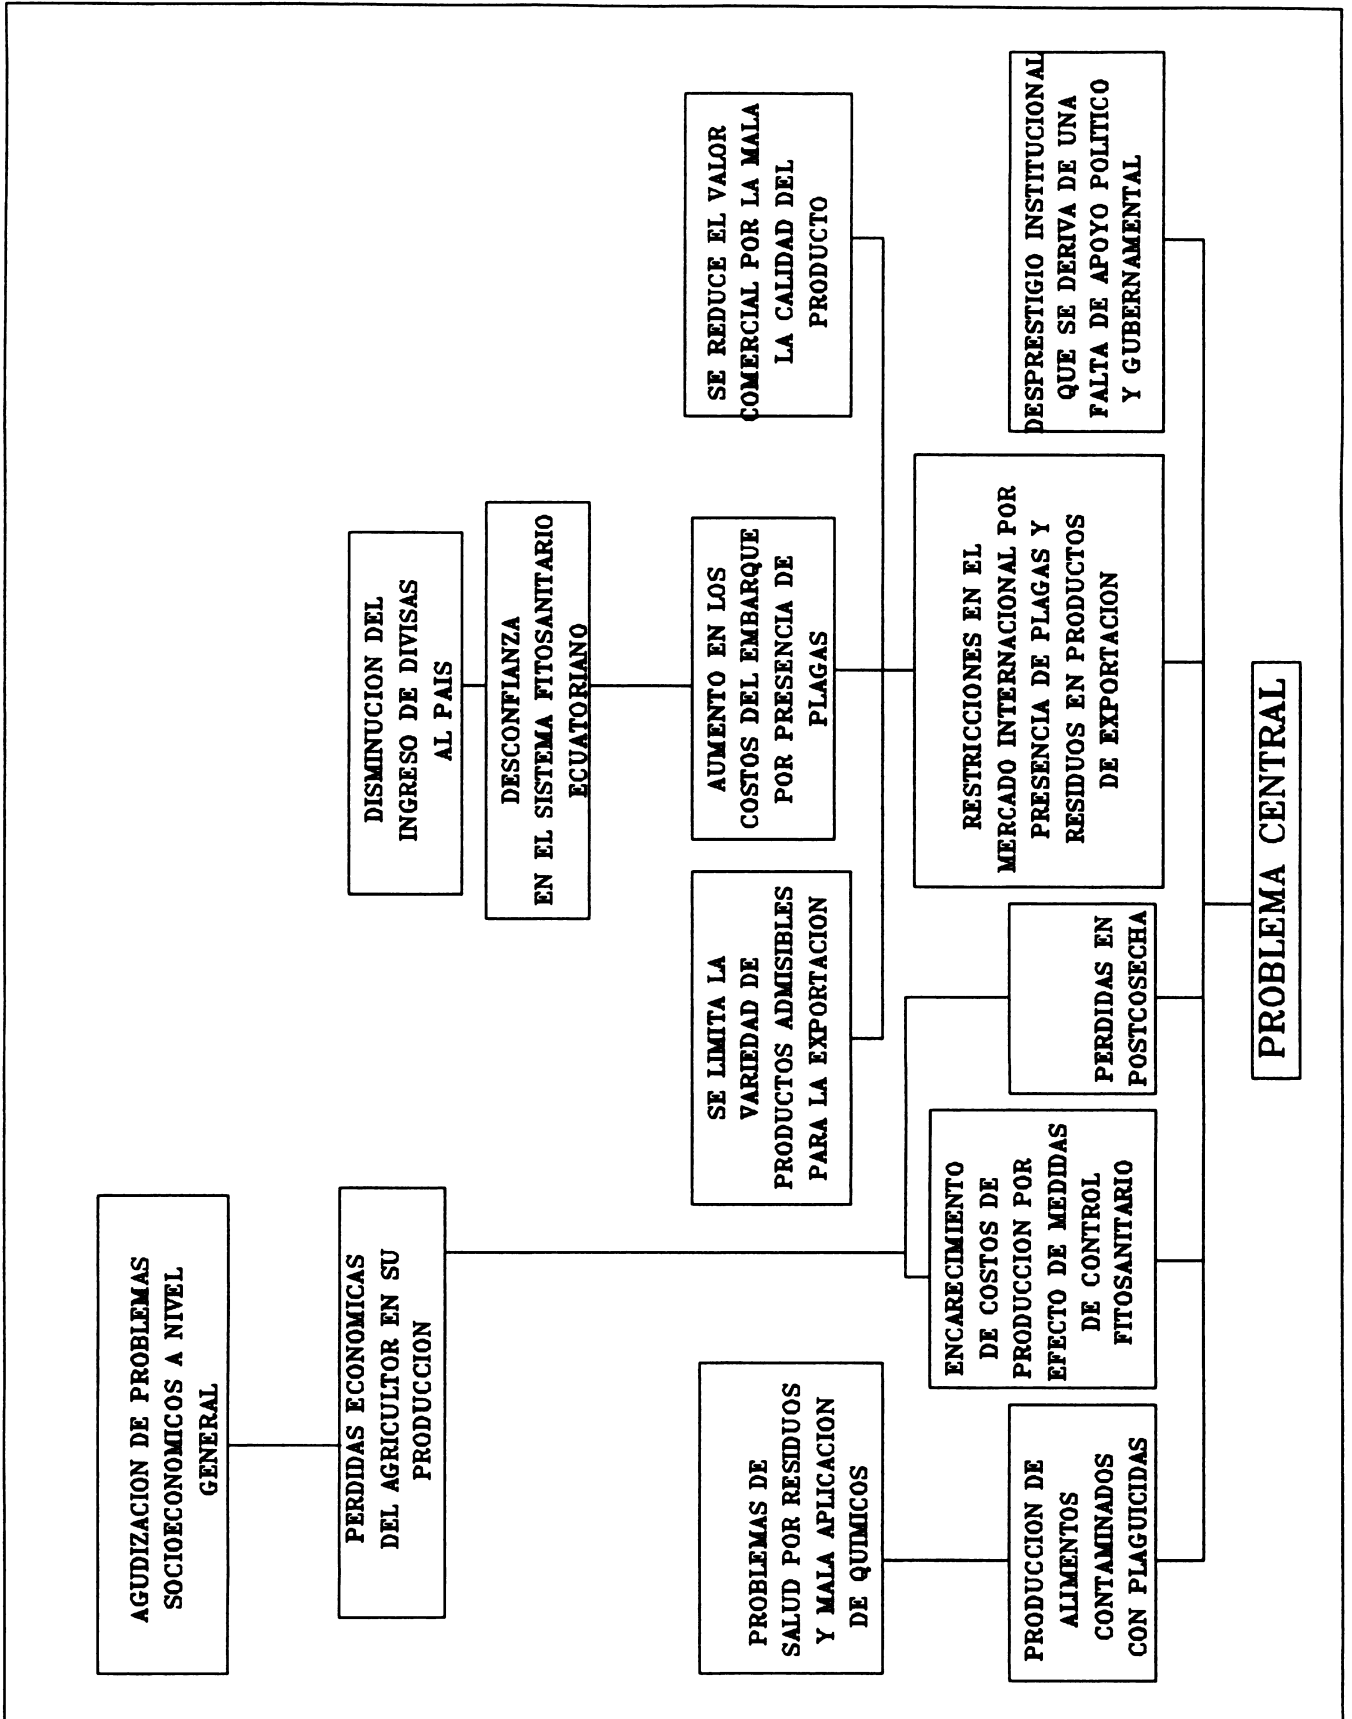 AGUDIZACION DE PROBLEMAS
SOCIOECONOMICOS A NIVEL
GENERAL
PERDIDAS ECONOMICAS
DEL AGRICULTOR EN SU
PRODUCCION
DISMINUCION DEL
INGRESO DE DIVISAS
AL PAIS
DESCONFIANZA
EN EL SISTEMA FITOSANITARIO
ECUATORIANO
PROBLEMAS DE
SALUD POR RESIDUOS
Y MALA APLICACION
DE QUIMICOS
SE LIMITA LA
VARIEDAD DE
PRODUCTOS ADMISIBLES
PARA LA EXPORTACION
AUMENTO EN LOS
COSTOS DEL EMBARQUE
POR PRESENCIA DE
PLAGAS
SE REDUCE EL VALOR
COMERCIAL POR LA MALA
LA CALIDAD DEL
PRODUCTO
PRODUCCION DE
ALIMENTOS
CONTAMINADOS
CON PLAGUICIDAS
ENCARECIMIENTO
DE COSTOS DE
PRODUCCION POR
EFECTO DE MEDIDAS
DE CONTROL
FITOSANITARIO
PERDIDAS EN
POSTCOSECHA
RESTRICCIONES EN EL
MERCADO INTERNACIONAL POR
PRESENCIA DE PLAGAS Y
RESIDUOS EN PRODUCTOS
DE EXPORTACION
DESPRESTIGIO INSTITUCIONAL
QUE SE DERIVA DE UNA
FALTA DE APOYO POLITICO
Y GUBERNAMENTAL
PROBLEMA CENTRAL